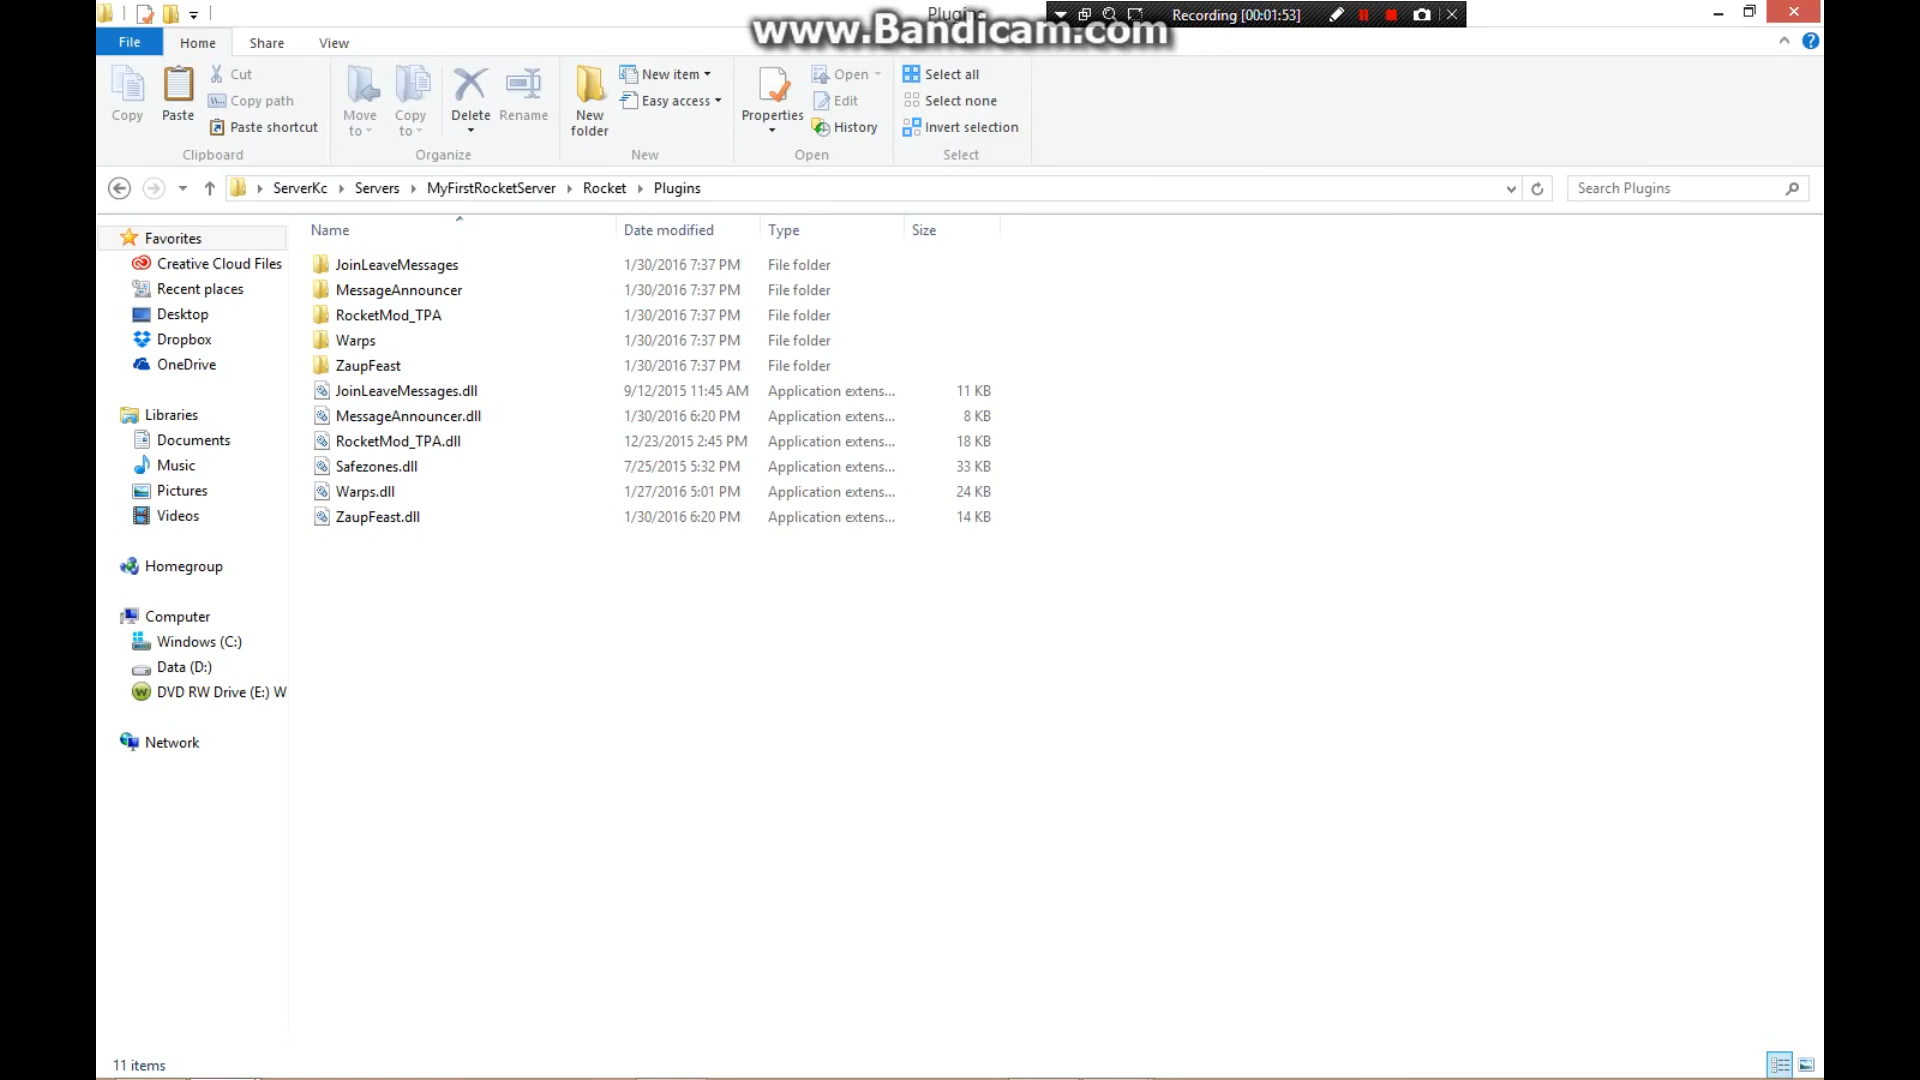 Plugins
www.Bandicam.com
Recording [00:01:53]
File
Home
Share
View
Copy
Paste
Cut
Copy path
Paste shortcut
Clipboard
Move to
Copy to
Delete
Rename
Organize
New folder
New item
Easy access
New
Properties
Open
Edit
History
Open
Select all
Select none
Invert selection
Select
ServerKc
Servers
MyFirstRocketServer
Rocket
Plugins
Search Plugins
Name
Date modified
Type
Size
Favorites
Creative Cloud Files
Recent places
Desktop
Dropbox
OneDrive
Libraries
Documents
Music
Pictures
Videos
Homegroup
Computer
Windows (C:)
Data (D:)
DVD RW Drive (E:) W
Network
JoinLeaveMessages 1/30/2016 7:37 PM File folder
MessageAnnouncer 1/30/2016 7:37 PM File folder
RocketMod_TPA 1/30/2016 7:37 PM File folder
Warps 1/30/2016 7:37 PM File folder
ZaupFeast 1/30/2016 7:37 PM File folder
JoinLeaveMessages.dll 9/12/2015 11:45 AM Application extens... 11 KB
MessageAnnouncer.dll 1/30/2016 6:20 PM Application extens... 8 KB
RocketMod_TPA.dll 12/23/2015 2:45 PM Application extens... 18 KB
Safezones.dll 7/25/2015 5:32 PM Application extens... 33 KB
Warps.dll 1/27/2016 5:01 PM Application extens... 24 KB
ZaupFeast.dll 1/30/2016 6:20 PM Application extens... 14 KB
11 items